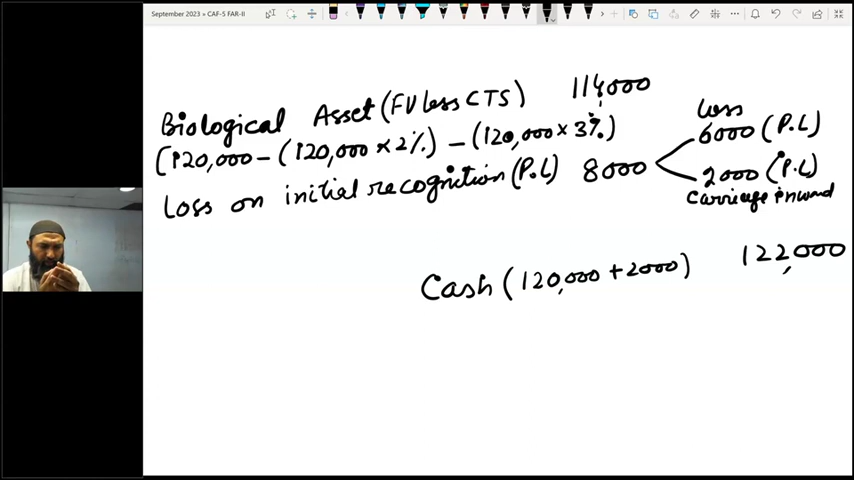 September 2023 » CAF-5 FAR-II
Biological Asset (FV less CTS) 114000
(120,000 - (120,000 × 2%) - (120,000 × 3%)
Loss on initial recognition (P.L) 8000
Loss
6000 (P.L)
2000 (P.L)
Carriage inward
Cash (120,000 + 2000) 122,000